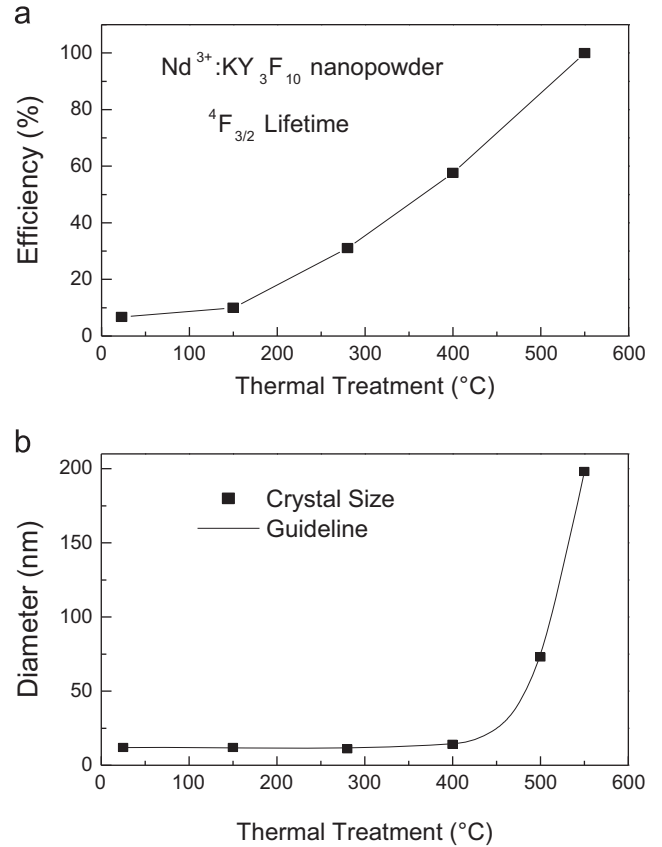 a
Nd³⁺:KY₃F₁₀ nanopowder
⁴F₃/₂ Lifetime
Efficiency (%)
100
80
60
40
20
0
0 100 200 300 400 500 600
Thermal Treatment (°C)
b
Crystal Size
Guideline
Diameter (nm)
200
150
100
50
0
0 100 200 300 400 500 600
Thermal Treatment (°C)